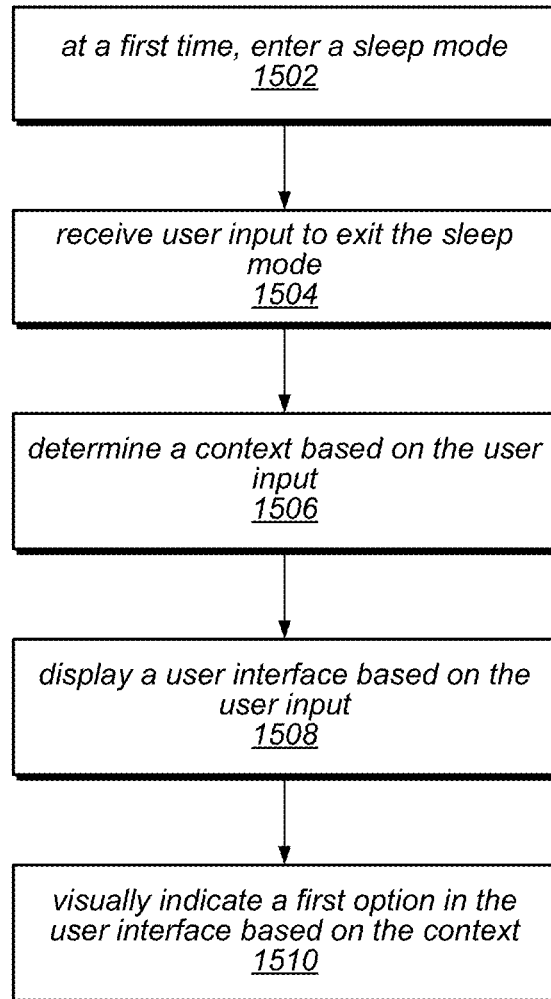 at a first time, enter a sleep mode
1502
receive user input to exit the sleep
mode
1504
determine a context based on the user
input
1506
display a user interface based on the
user input
1508
visually indicate a first option in the
user interface based on the context
1510